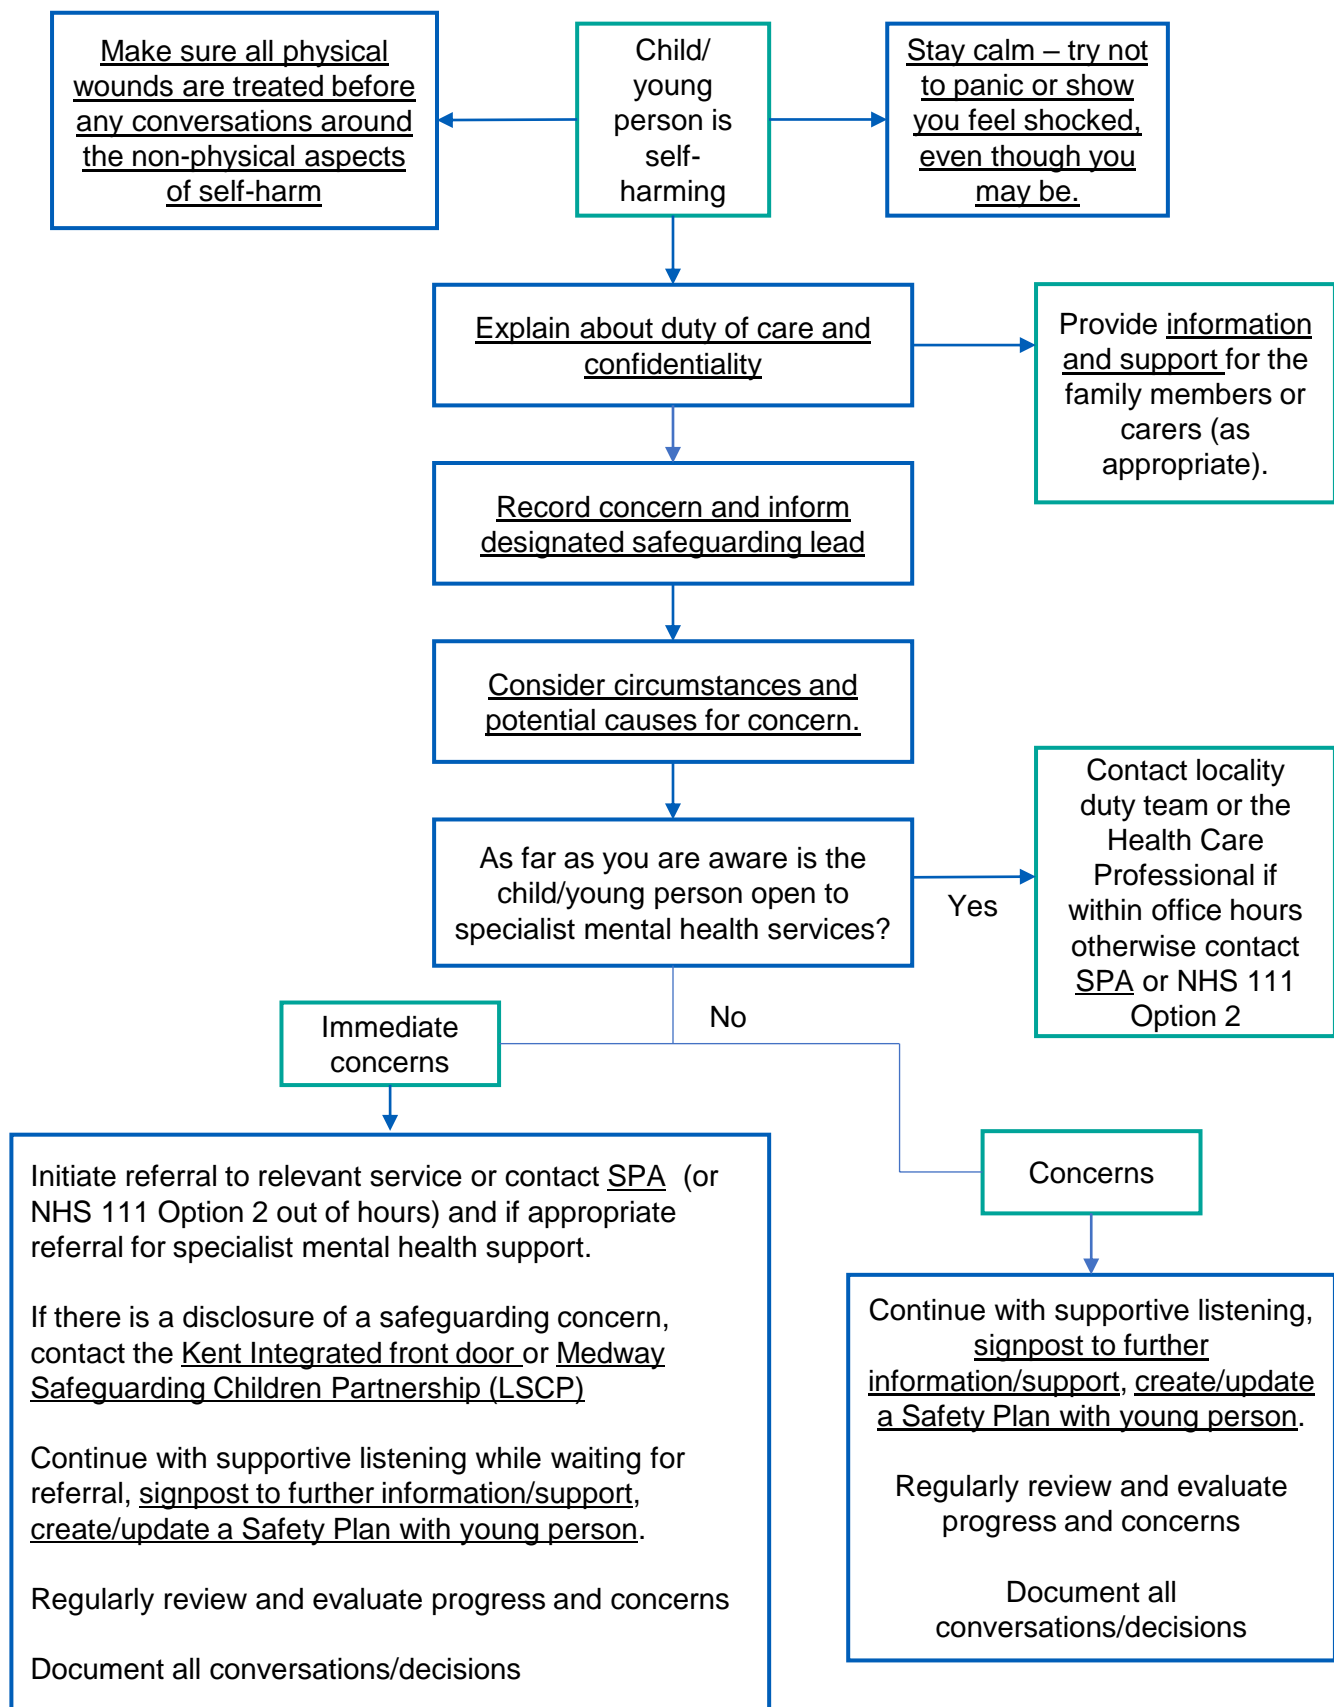 Make sure all physical
wounds are treated before
any conversations around
the non-physical aspects
of self-harm
Child/
young
person is
self-
harming
Stay calm – try not
to panic or show
you feel shocked,
even though you
may be.
Explain about duty of care and
confidentiality
Provide information
and support for the
family members or
carers (as
appropriate).
Record concern and inform
designated safeguarding lead
Consider circumstances and
potential causes for concern.
As far as you are aware is the
child/young person open to
specialist mental health services?
Yes
Contact locality
duty team or the
Health Care
Professional if
within office hours
otherwise contact
SPA or NHS 111
Option 2
No
Immediate
concerns
Initiate referral to relevant service or contact SPA (or
NHS 111 Option 2 out of hours) and if appropriate
referral for specialist mental health support.
If there is a disclosure of a safeguarding concern,
contact the Kent Integrated front door or Medway
Safeguarding Children Partnership (LSCP)
Continue with supportive listening while waiting for
referral, signpost to further information/support,
create/update a Safety Plan with young person.
Regularly review and evaluate progress and concerns
Document all conversations/decisions
Concerns
Continue with supportive listening,
signpost to further
information/support, create/update
a Safety Plan with young person.
Regularly review and evaluate
progress and concerns
Document all
conversations/decisions